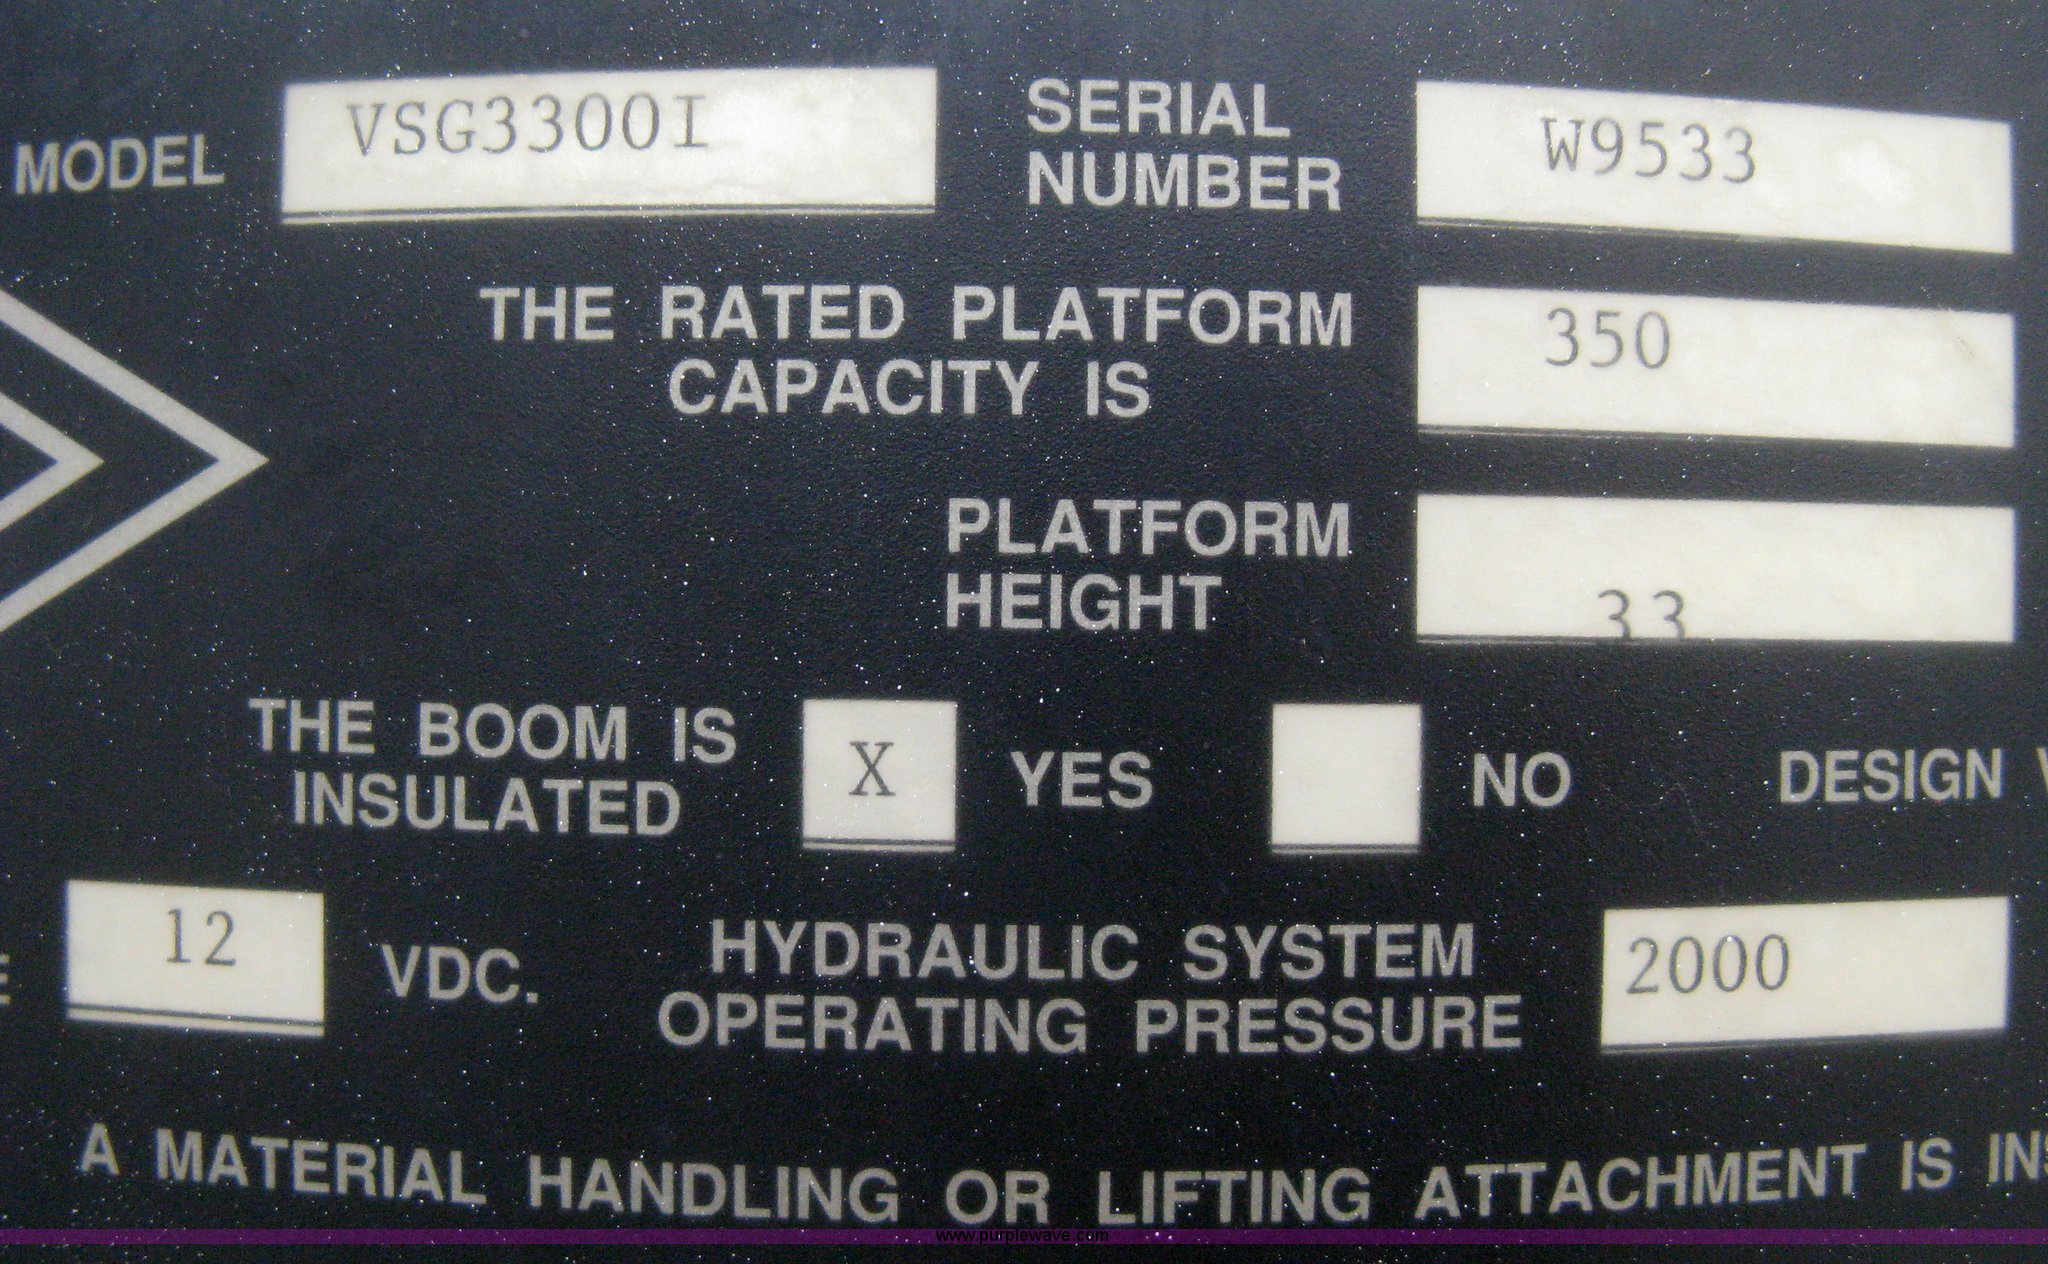 MODEL VSG3300I SERIAL NUMBER W9533
THE RATED PLATFORM CAPACITY IS 350
PLATFORM HEIGHT 33
THE BOOM IS INSULATED X YES NO DESIGN
12 VDC. HYDRAULIC SYSTEM OPERATING PRESSURE 2000
A MATERIAL HANDLING OR LIFTING ATTACHMENT IS INS
www.purplewave.com